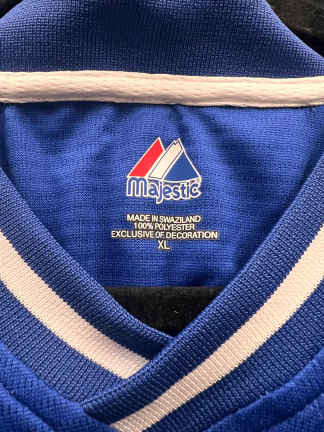 Majestic
MADE IN SWAZILAND
100% POLYESTER
EXCLUSIVE OF DECORATION
XL